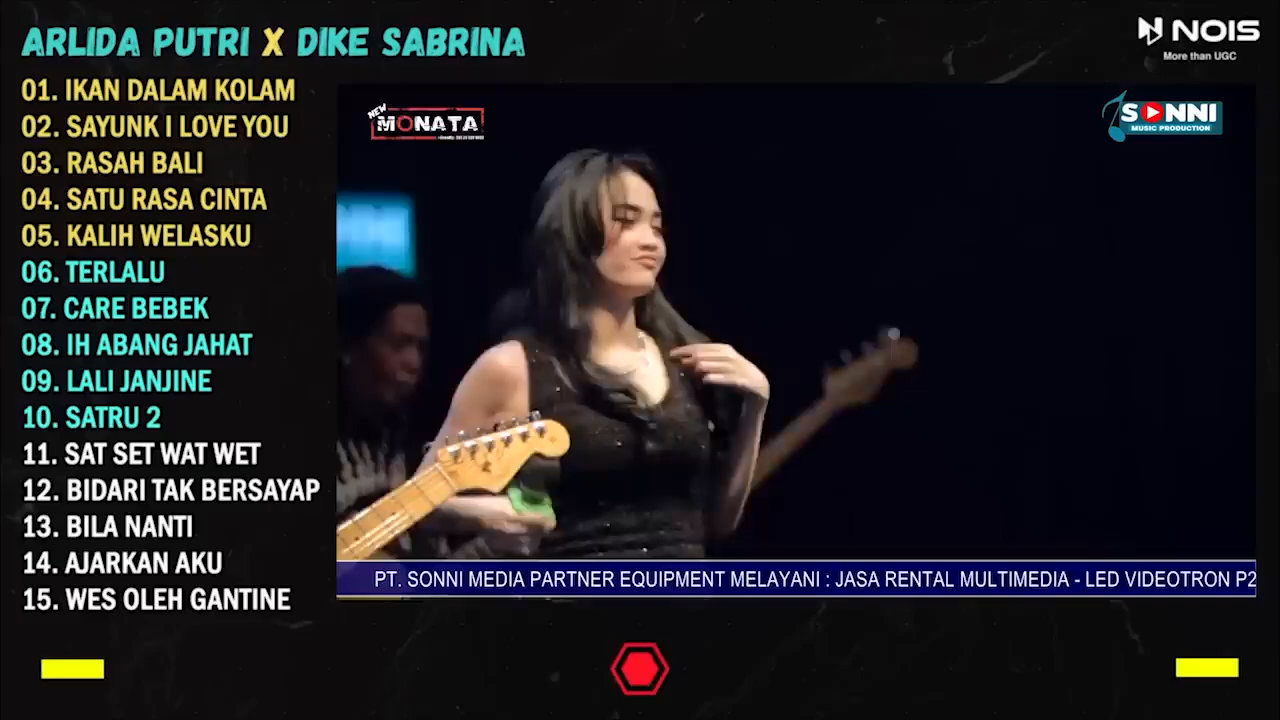 ARLIDA PUTRI X DIKE SABRINA
NOIS
More than UGC
01. IKAN DALAM KOLAM
02. SAYUNK I LOVE YOU
03. RASAH BALI
04. SATU RASA CINTA
05. KALIH WELASKU
06. TERLALU
07. CARE BEBEK
08. IH ABANG JAHAT
09. LALI JANJINE
10. SATRU 2
11. SAT SET WAT WET
12. BIDARI TAK BERSAYAP
13. BILA NANTI
14. AJARKAN AKU
15. WES OLEH GANTINE
NEW
MONATA
SONNI
MUSIC PRODUCTION
PT. SONNI MEDIA PARTNER EQUIPMENT MELAYANI : JASA RENTAL MULTIMEDIA - LED VIDEOTRON P2